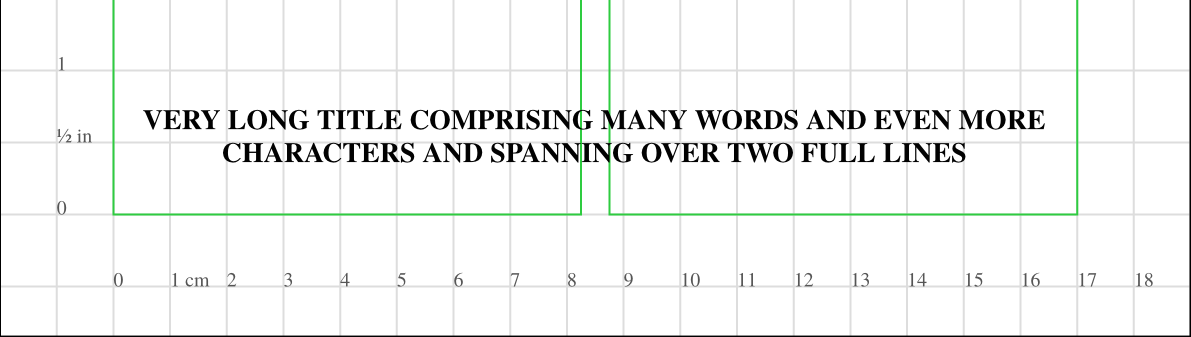 1
VERY LONG TITLE COMPRISING MANY WORDS AND EVEN MORE
½ in
CHARACTERS AND SPANNING OVER TWO FULL LINES
0
0 1 cm 2 3 4 5 6 7 8 9 10 11 12 13 14 15 16 17 18